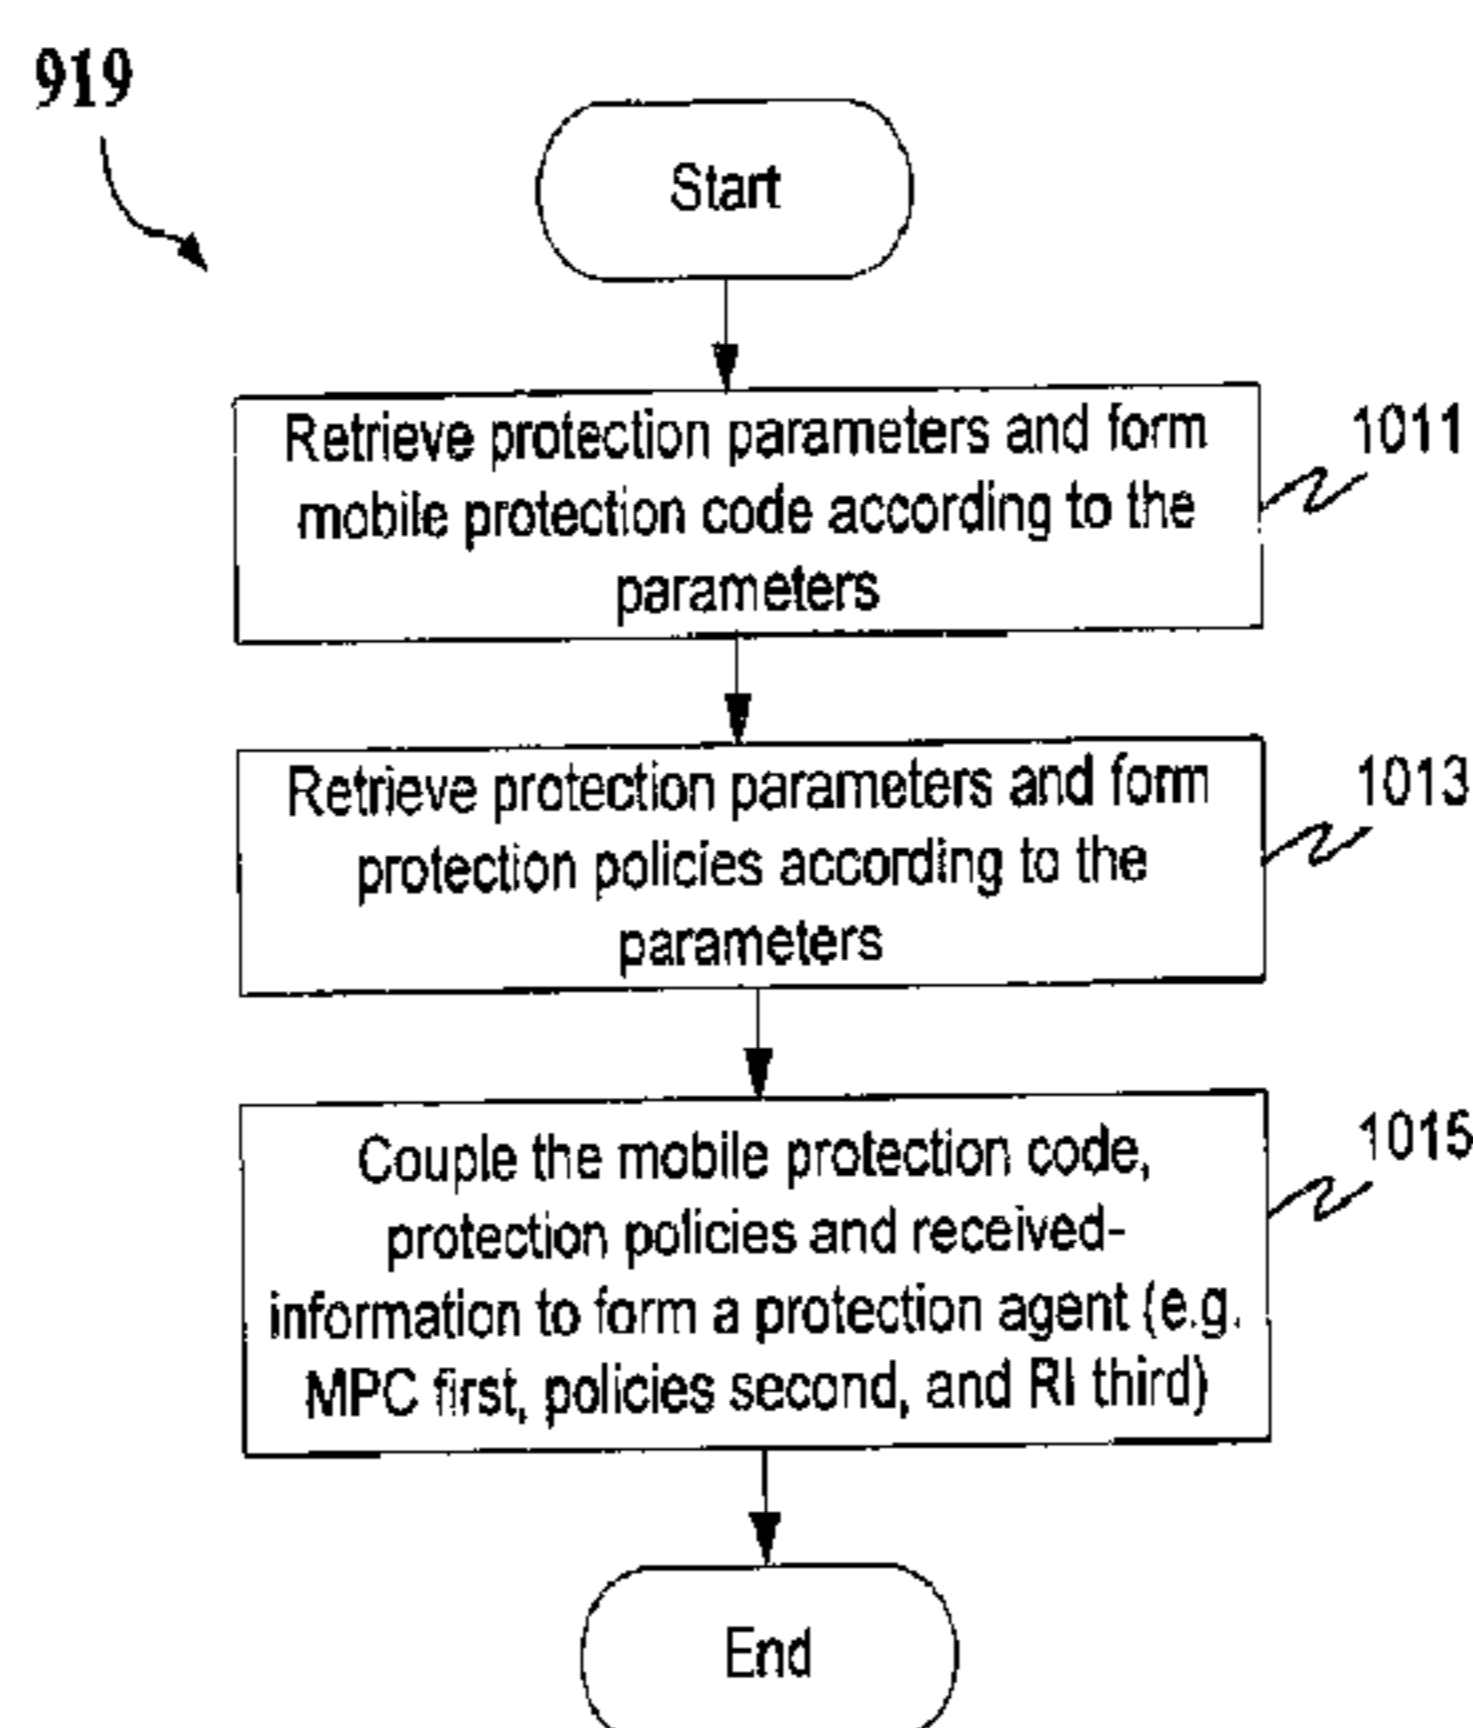 919
Start
Retrieve protection parameters and form
mobile protection code according to the
parameters
1011
Retrieve protection parameters and form
protection policies according to the
parameters
1013
Couple the mobile protection code,
protection policies and received-
information to form a protection agent (e.g.
MPC first, policies second, and RI third)
1015
End